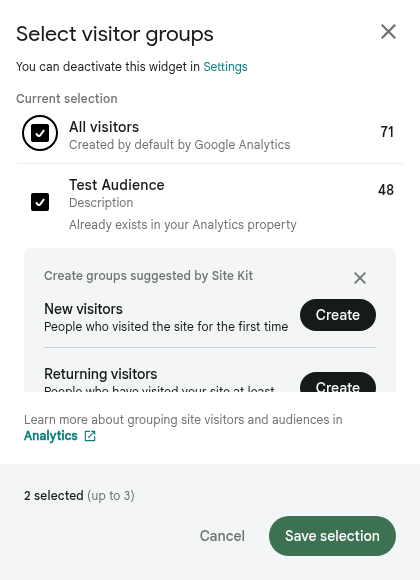 Select visitor groups
You can deactivate this widget in Settings
Current selection
All visitors
71
Created by default by Google Analytics
Test Audience
48
Description
Already exists in your Analytics property
Create groups suggested by Site Kit
New visitors
Create
People who visited the site for the first time
Returning visitors
Create
People who have visited your site at least
Learn more about grouping site visitors and audiences in
Analytics
2 selected (up to 3)
Cancel
Save selection